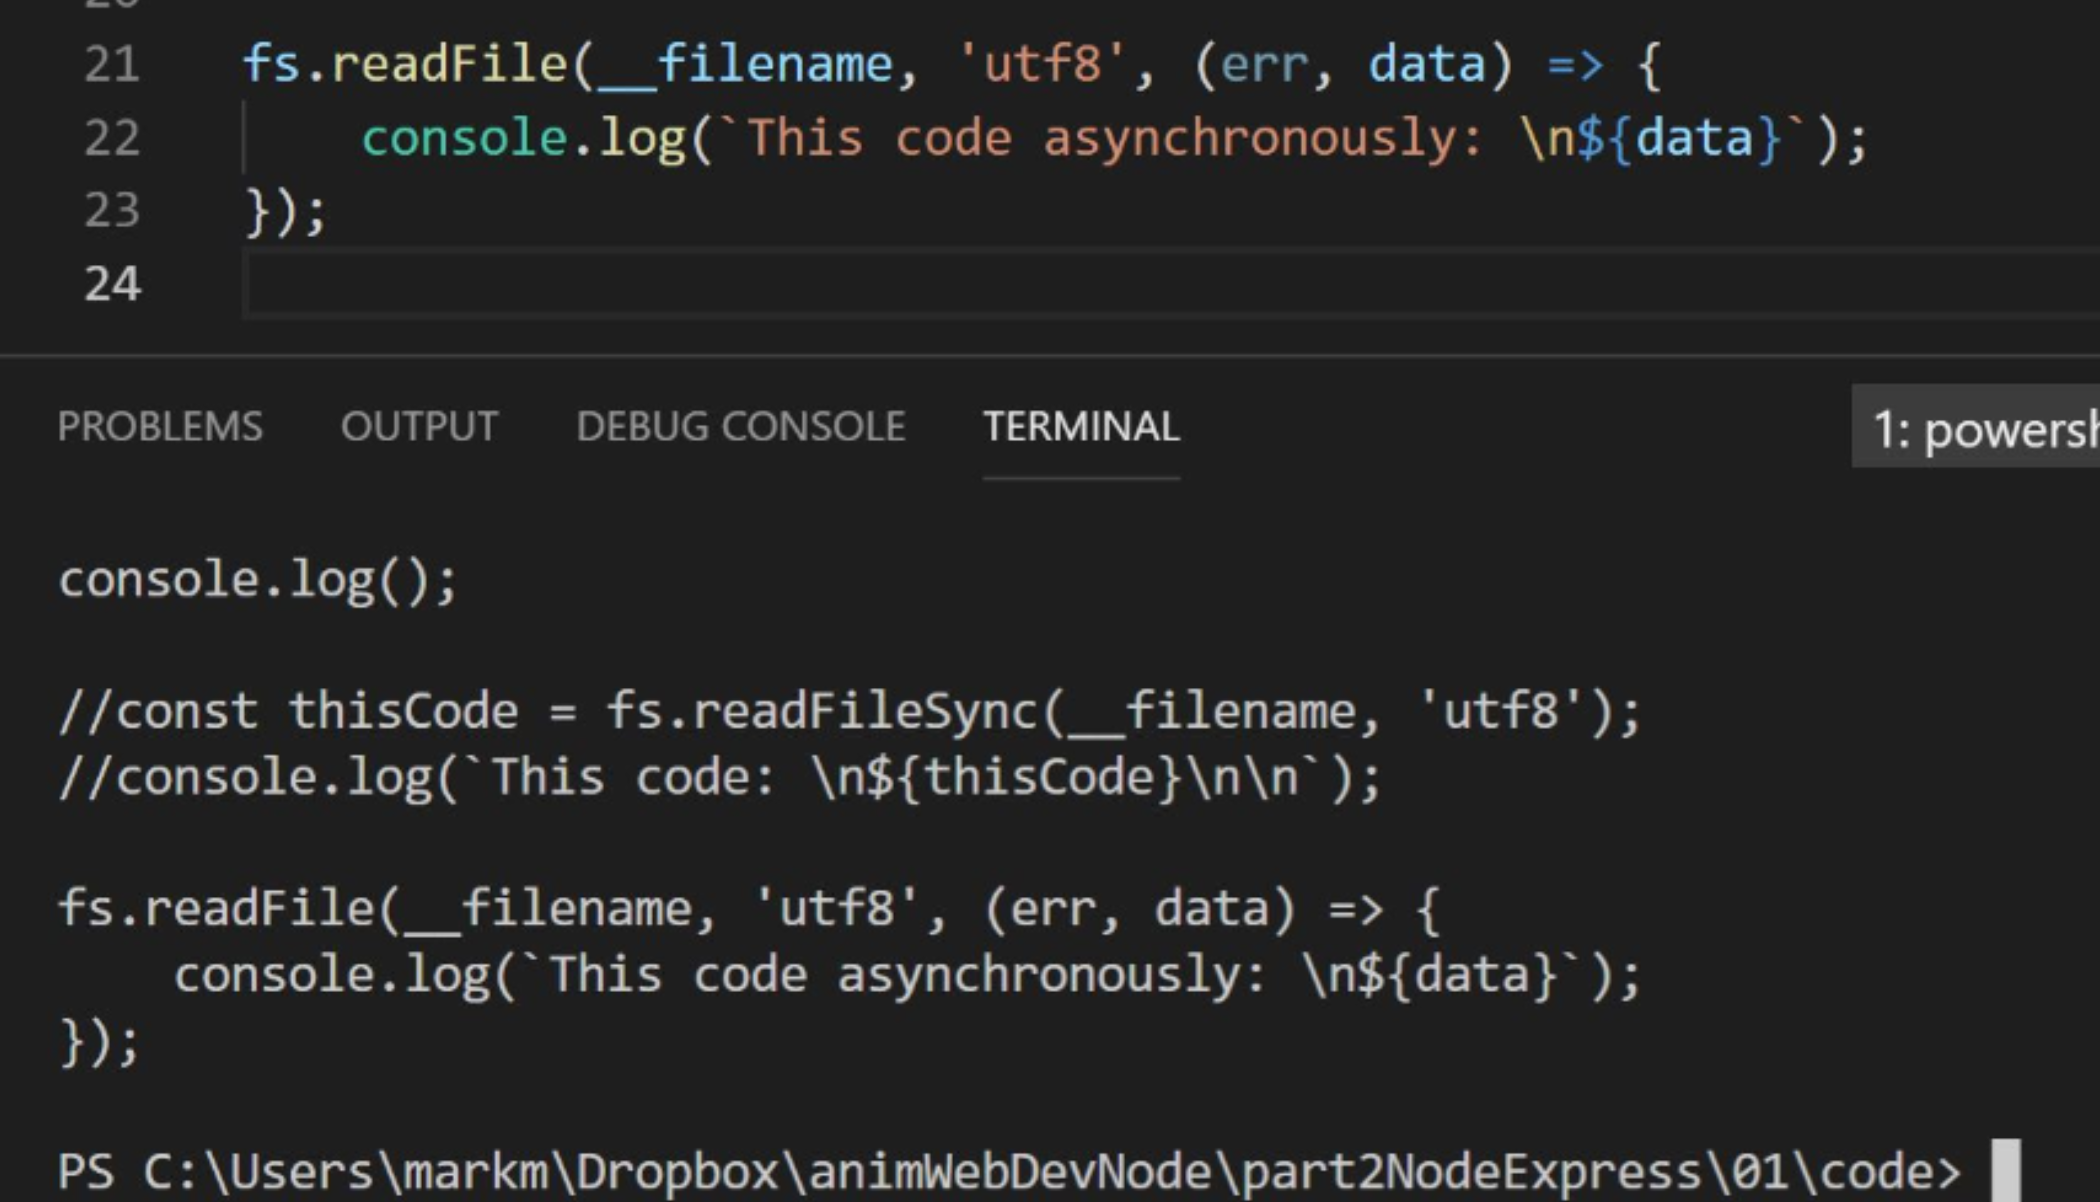 21 fs.readFile(__filename, 'utf8', (err, data) => {
22     console.log(`This code asynchronously: \n${data}`);
23 });
24
PROBLEMS OUTPUT DEBUG CONSOLE TERMINAL 1:
console.log();
//const thisCode = fs.readFileSync(__filename, 'utf8');
//console.log(`This code: \n${thisCode}\n\n`);
fs.readFile(__filename, 'utf8', (err, data) => {
    console.log(`This code asynchronously: \n${data}`);
});
PS C:\Users\markm\Dropbox\animWebDevNode\part2NodeExpress\01\code>